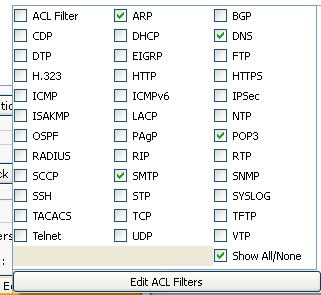 ACL Filter ARP BGP
CDP DHCP DNS
DTP EIGRP FTP
H.323 HTTP HTTPS
ICMP ICMPv6 IPSec
ISAKMP LACP NTP
OSPF PAgP POP3
RADIUS RIP RTP
SCCP SMTP SNMP
SSH STP SYSLOG
TACACS TCP TFTP
Telnet UDP VTP
Show All/None
Edit ACL Filters